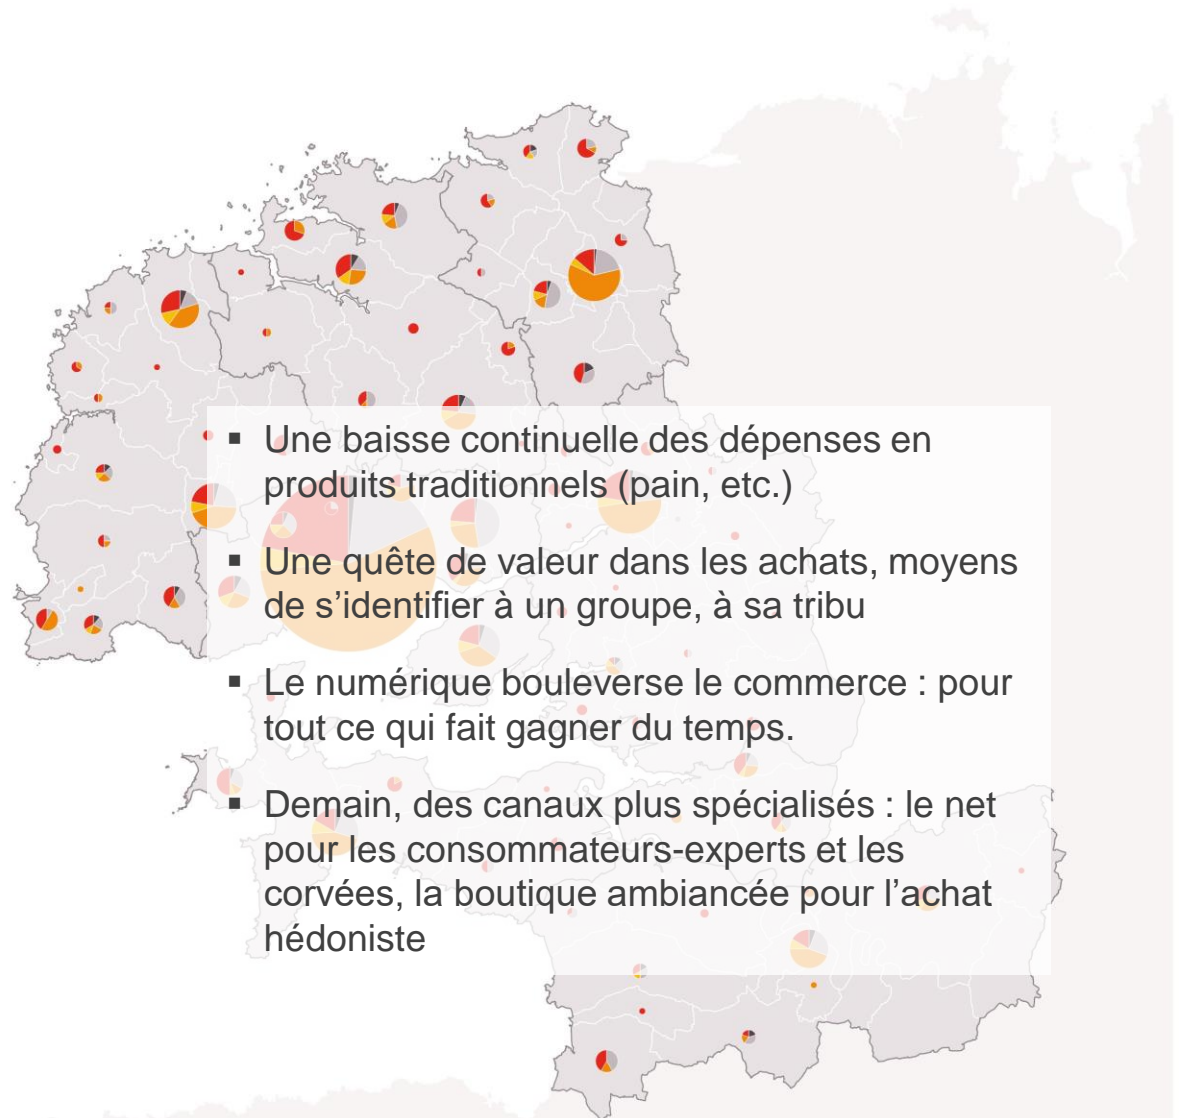 ▪ Une baisse continuelle des dépenses en
produits traditionnels (pain, etc.)
▪ Une quête de valeur dans les achats, moyens
de s’identifier à un groupe, à sa tribu
▪ Le numérique bouleverse le commerce : pour
tout ce qui fait gagner du temps.
▪ Demain, des canaux plus spécialisés : le net
pour les consommateurs-experts et les
corvées, la boutique ambiancée pour l’achat
hédoniste